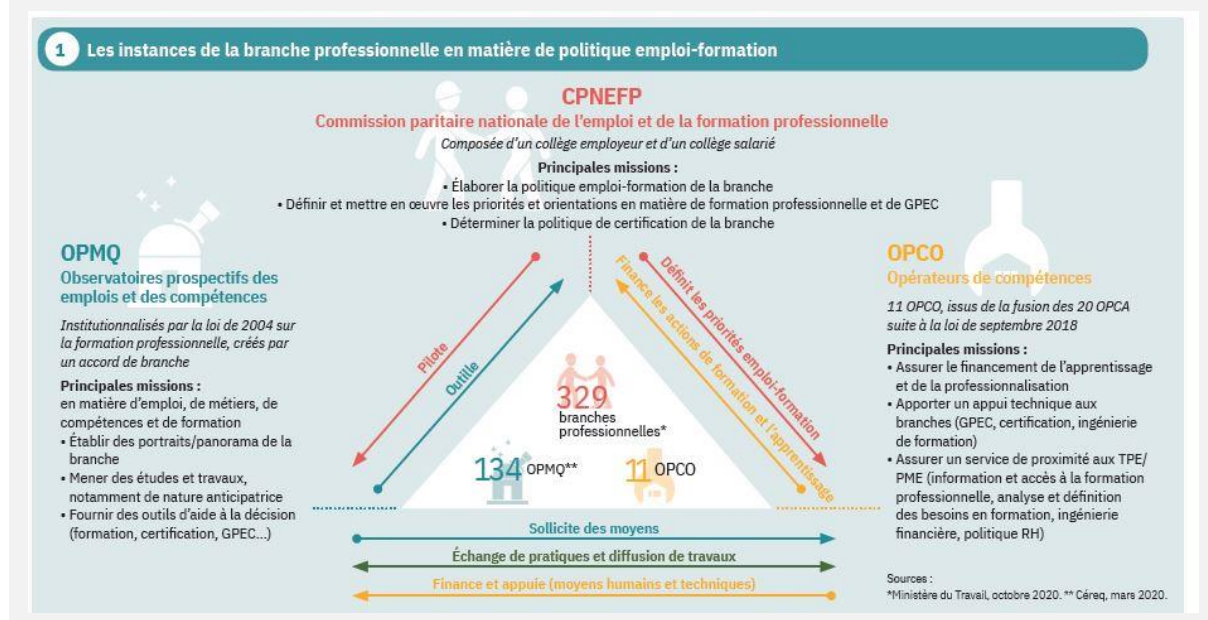 1 Les instances de la branche professionnelle en matière de politique emploi-formation
CPNEFP
Commission paritaire nationale de l'emploi et de la formation professionnelle
Composée d'un collège employeur et d'un collège salarié
Principales missions :
• Élaborer la politique emploi-formation de la branche
• Définir et mettre en œuvre les priorités et orientations en matière de formation professionnelle et de GPEC
• Déterminer la politique de certification de la branche
OPMQ
Observatoires prospectifs des
emplois et des compétences
Institutionnalisés par la loi de 2004 sur
la formation professionnelle, créés par
un accord de branche
Principales missions :
en matière d'emploi, de métiers, de
compétences et de formation
• Établir des portraits/panorama de la
branche
• Mener des études et travaux,
notamment de nature anticipatrice
• Fournir des outils d'aide à la décision
(formation, certification, GPEC...)
Pilote
Outille
329
branches
professionnelles*
134 OPMQ**
11 OPCO
Définit les priorités emploi-formation
Finance les actions de formation et l'apprentissage
OPCO
Opérateurs de compétences
11 OPCO, issus de la fusion des 20 OPCA
suite à la loi de septembre 2018
Principales missions :
• Assurer le financement de l'apprentissage
et de la professionnalisation
• Apporter un appui technique aux
branches (GPEC, certification, ingénierie
de formation)
• Assurer un service de proximité aux TPE/
PME (information et accès à la formation
professionnelle, analyse et définition
des besoins en formation, ingénierie
financière, politique RH)
Sollicite des moyens
Échange de pratiques et diffusion de travaux
Finance et appuie (moyens humains et techniques)
Sources :
*Ministère du Travail, octobre 2020. ** Céreq, mars 2020.